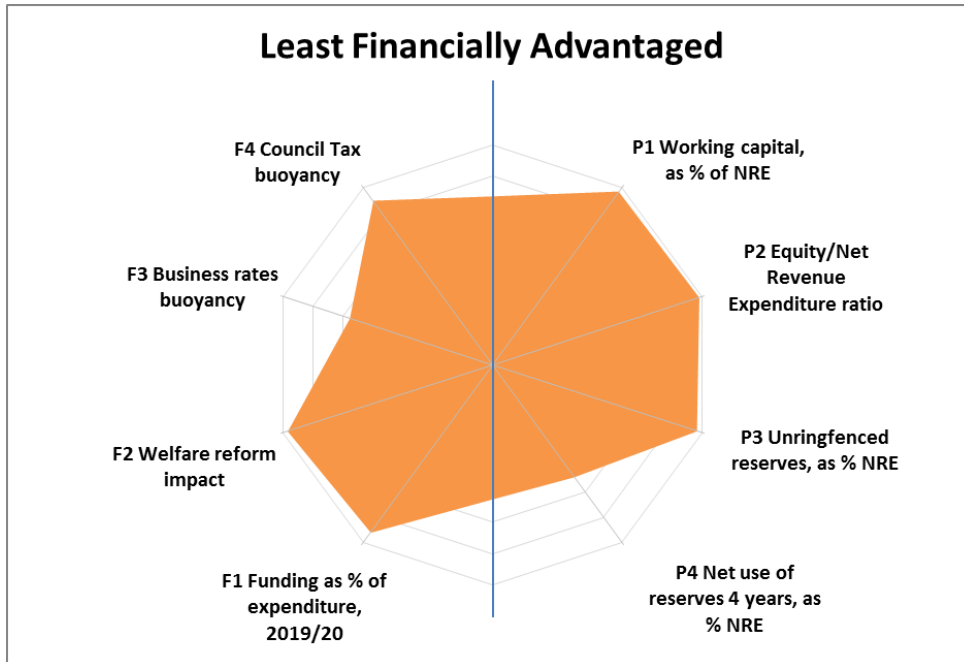 Least Financially Advantaged
F4 Council Tax
buoyancy
P1 Working capital,
as % of NRE
F3 Business rates
buoyancy
P2 Equity/Net
Revenue
Expenditure ratio
F2 Welfare reform
impact
P3 Unringfenced
reserves, as % NRE
F1 Funding as % of
expenditure,
2019/20
P4 Net use of
reserves 4 years, as
% NRE